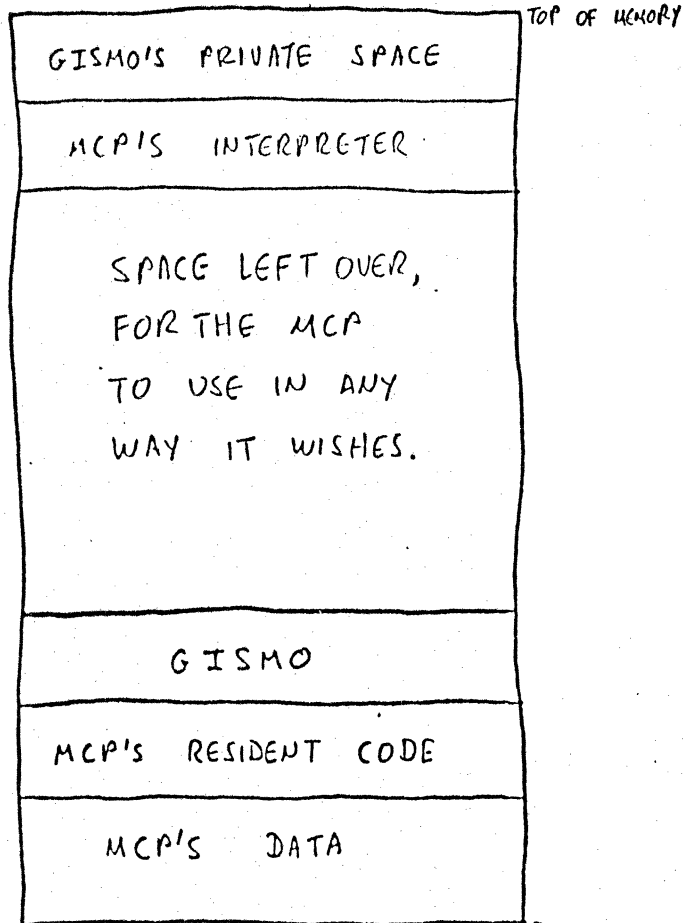 TOP OF MEMORY
GISMO'S PRIVATE SPACE
MCP'S INTERPRETER
SPACE LEFT OVER,
FOR THE MCP
TO USE IN ANY
WAY IT WISHES.
GISMO
MCP'S RESIDENT CODE
MCP'S DATA